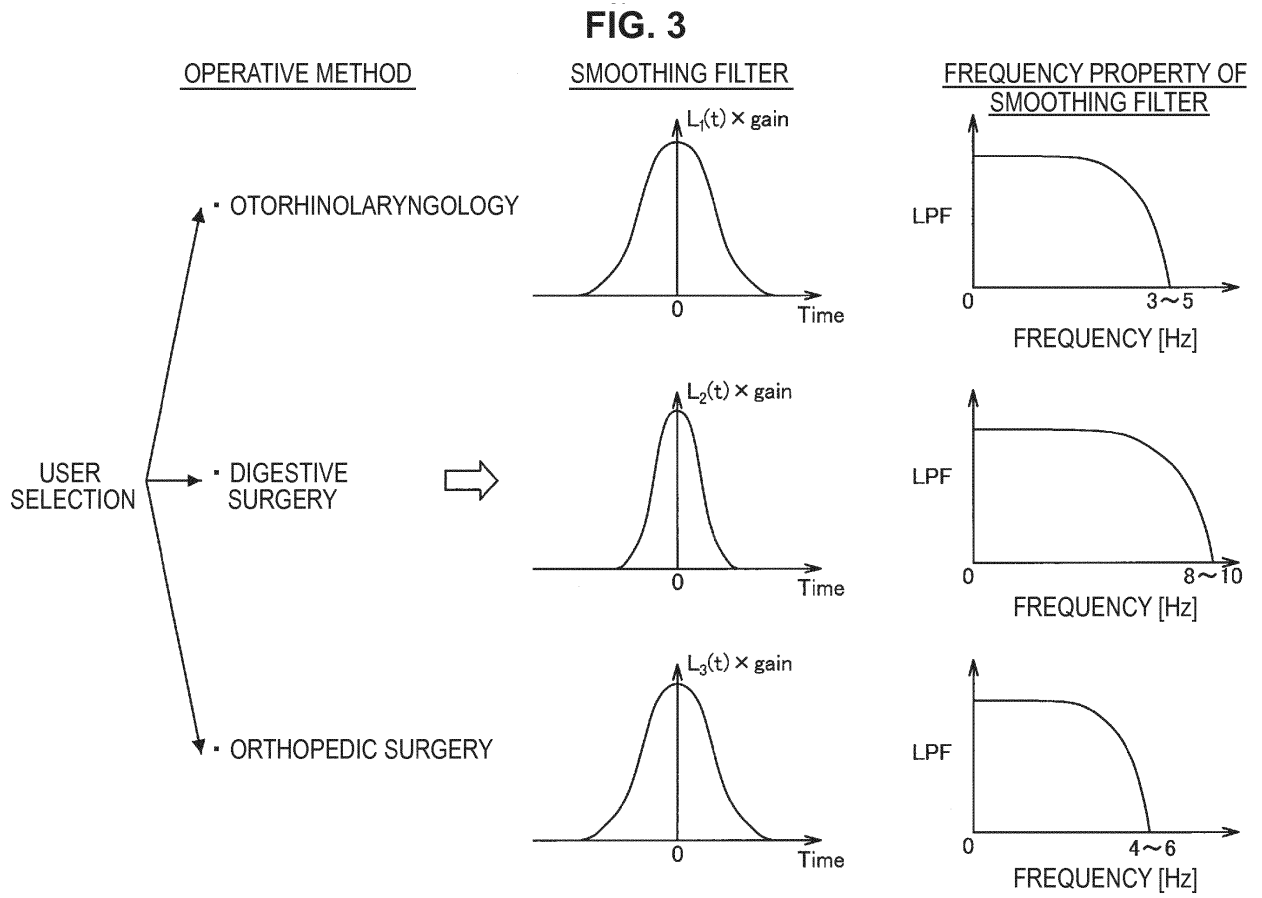 FIG. 3
OPERATIVE METHOD
SMOOTHING FILTER
FREQUENCY PROPERTY OF
SMOOTHING FILTER
USER
SELECTION
· OTORHINOLARYNGOLOGY
L₁(t) × gain
0
Time
LPF
0
3～5
FREQUENCY [Hz]
· DIGESTIVE
SURGERY
L₂(t) × gain
0
Time
LPF
0
8～10
FREQUENCY [Hz]
· ORTHOPEDIC SURGERY
L₃(t) × gain
0
Time
LPF
0
4～6
FREQUENCY [Hz]